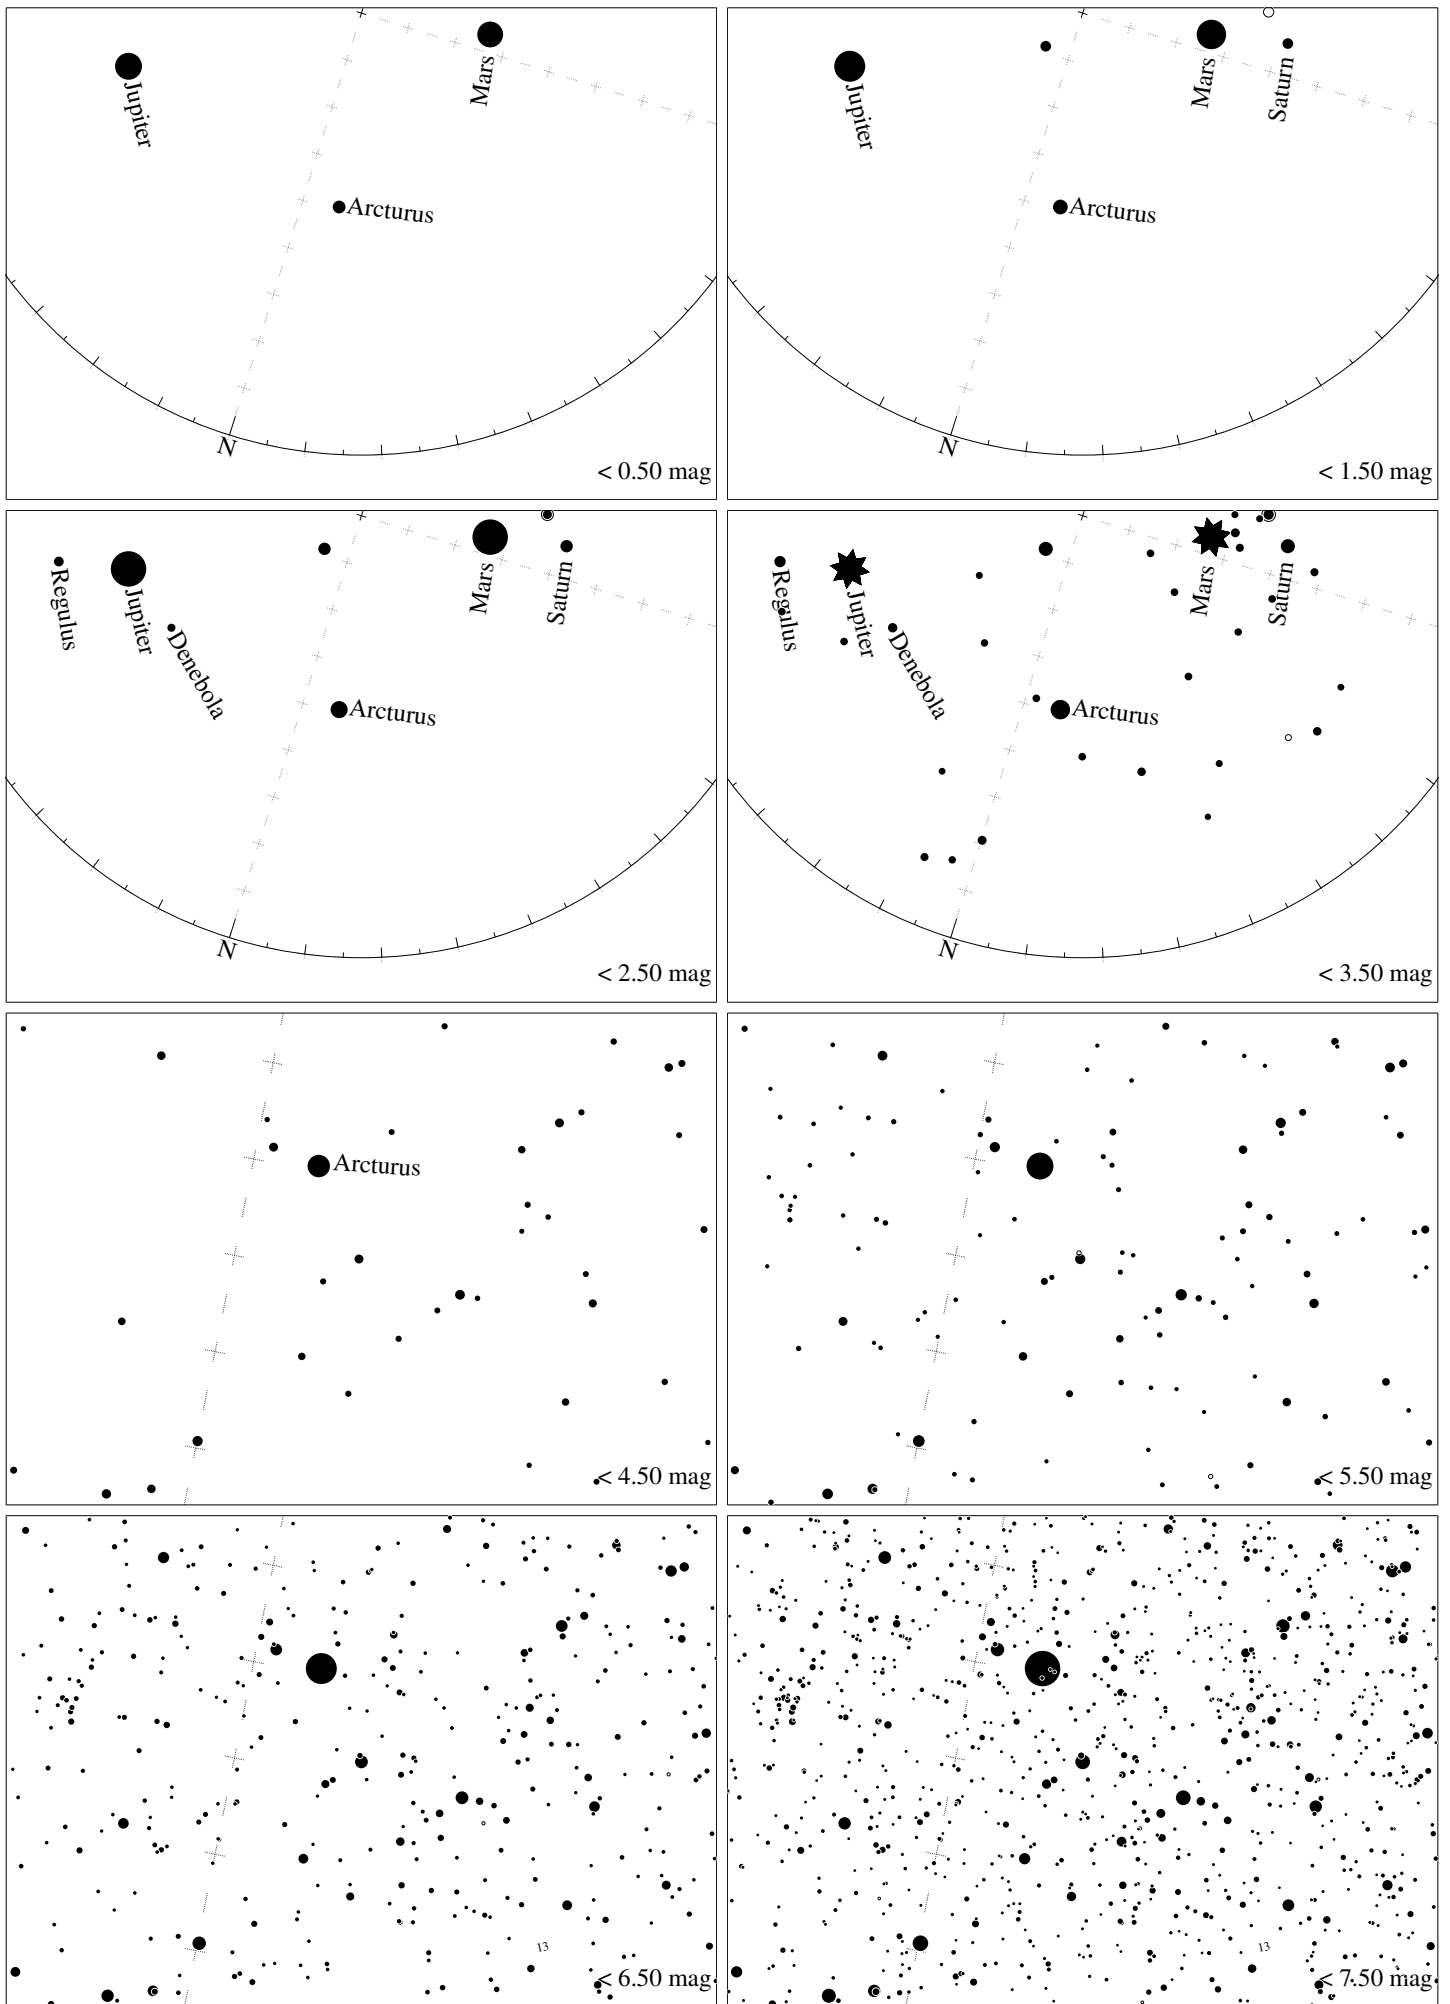 Jupiter
Mars
Arcturus
N
< 0.50 mag
Jupiter
Mars
Saturn
Arcturus
N
< 1.50 mag
Regulus
Jupiter
Denebola
Mars
Saturn
Arcturus
N
< 2.50 mag
Regulus
Jupiter
Denebola
Mars
Saturn
Arcturus
N
< 3.50 mag
Arcturus
< 4.50 mag
< 5.50 mag
13
< 6.50 mag
13
< 7.50 mag